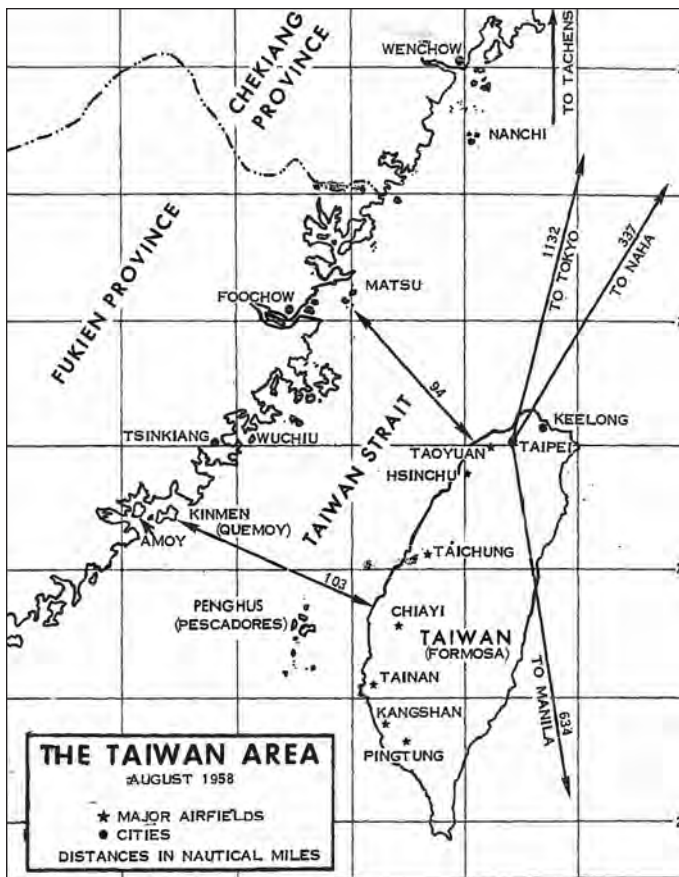 WENCHOW
CHEKIANG
PROVINCE
TO TACHENS
NANCHI
1132
TO TOKYO
337
TO NAHA
FUKIEN PROVINCE
MATSU
FOOCHOW
94
KEELONG
TSINKIANG
WUCHIU
TAIWAN STRAIT
TAOYUAN
TAIPEI
HSINCHU
KINMEN
(QUEMOY)
AMOY
TAICHUNG
103
PENGHUS
(PESCADORES)
CHIAYI
TAIWAN
(FORMOSA)
TO MANILA
634
TAINAN
KANGSHAN
PINGTUNG
THE TAIWAN AREA
AUGUST 1958
★ MAJOR AIRFIELDS
● CITIES
DISTANCES IN NAUTICAL MILES